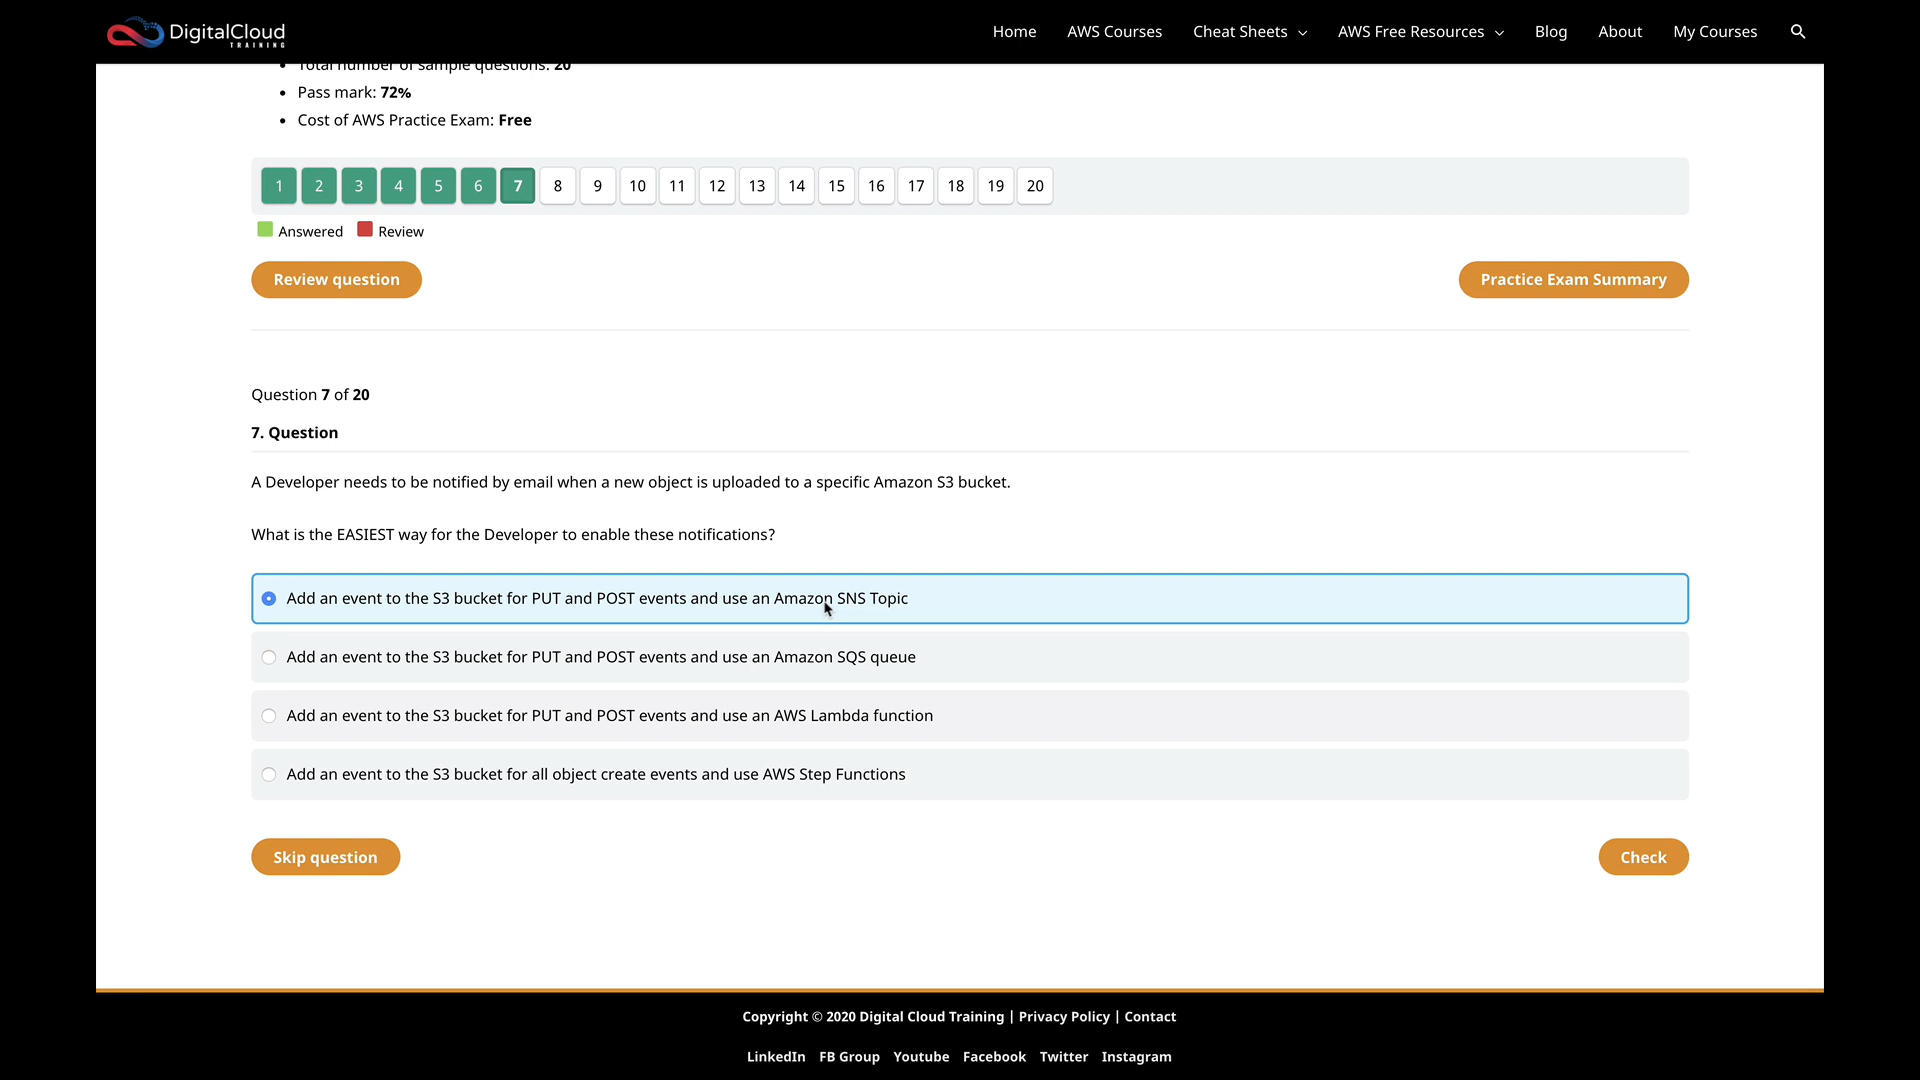 DigitalCloud
TRAINING
Home
AWS Courses
Cheat Sheets
AWS Free Resources
Blog
About
My Courses
Total number of sample questions: 20
Pass mark: 72%
Cost of AWS Practice Exam: Free
1 2 3 4 5 6 7 8 9 10 11 12 13 14 15 16 17 18 19 20
Answered Review
Review question
Practice Exam Summary
Question 7 of 20
7. Question
A Developer needs to be notified by email when a new object is uploaded to a specific Amazon S3 bucket.
What is the EASIEST way for the Developer to enable these notifications?
Add an event to the S3 bucket for PUT and POST events and use an Amazon SNS Topic
Add an event to the S3 bucket for PUT and POST events and use an Amazon SQS queue
Add an event to the S3 bucket for PUT and POST events and use an AWS Lambda function
Add an event to the S3 bucket for all object create events and use AWS Step Functions
Skip question
Check
Copyright © 2020 Digital Cloud Training | Privacy Policy | Contact
LinkedIn FB Group Youtube Facebook Twitter Instagram